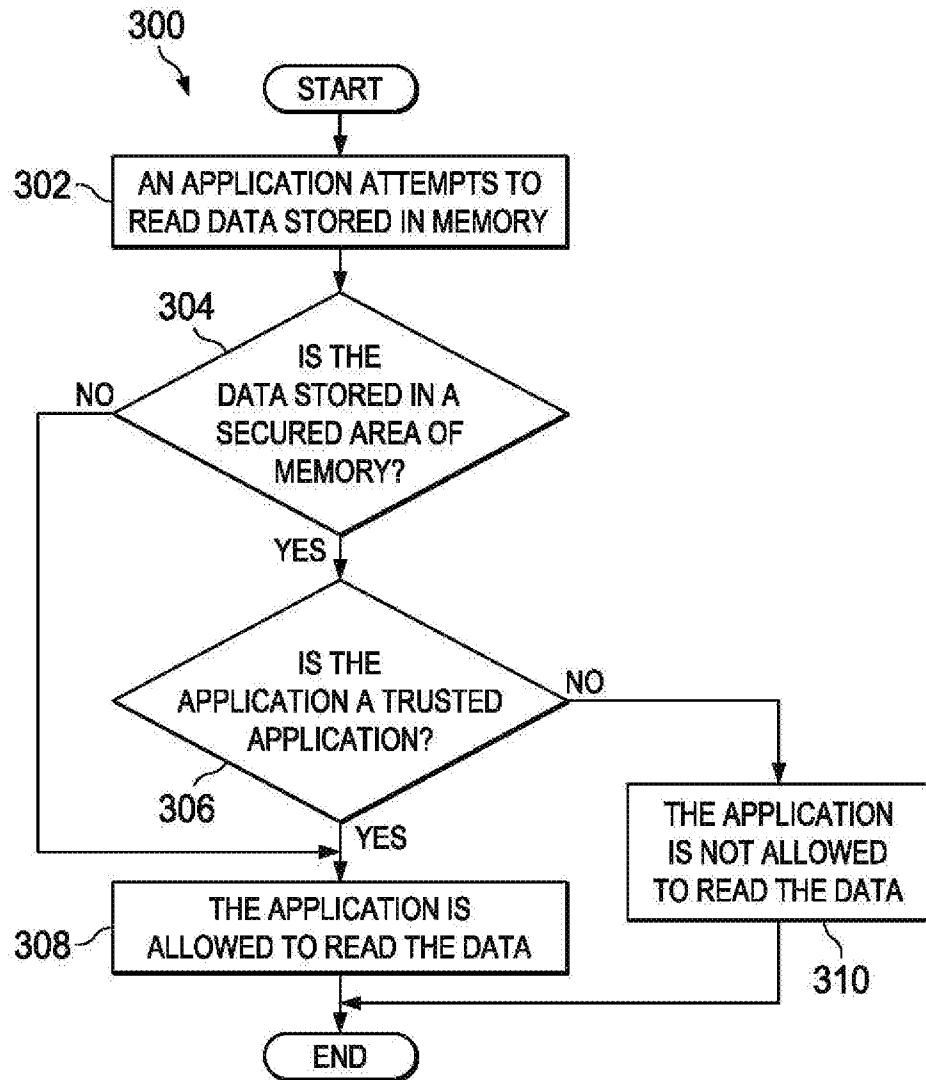 300
START
302
AN APPLICATION ATTEMPTS TO
READ DATA STORED IN MEMORY
304
IS THE
DATA STORED IN A
SECURED AREA OF
MEMORY?
NO
YES
IS THE
APPLICATION A TRUSTED
APPLICATION?
NO
306
YES
THE APPLICATION
IS NOT ALLOWED
TO READ THE DATA
310
308
THE APPLICATION IS
ALLOWED TO READ THE DATA
END